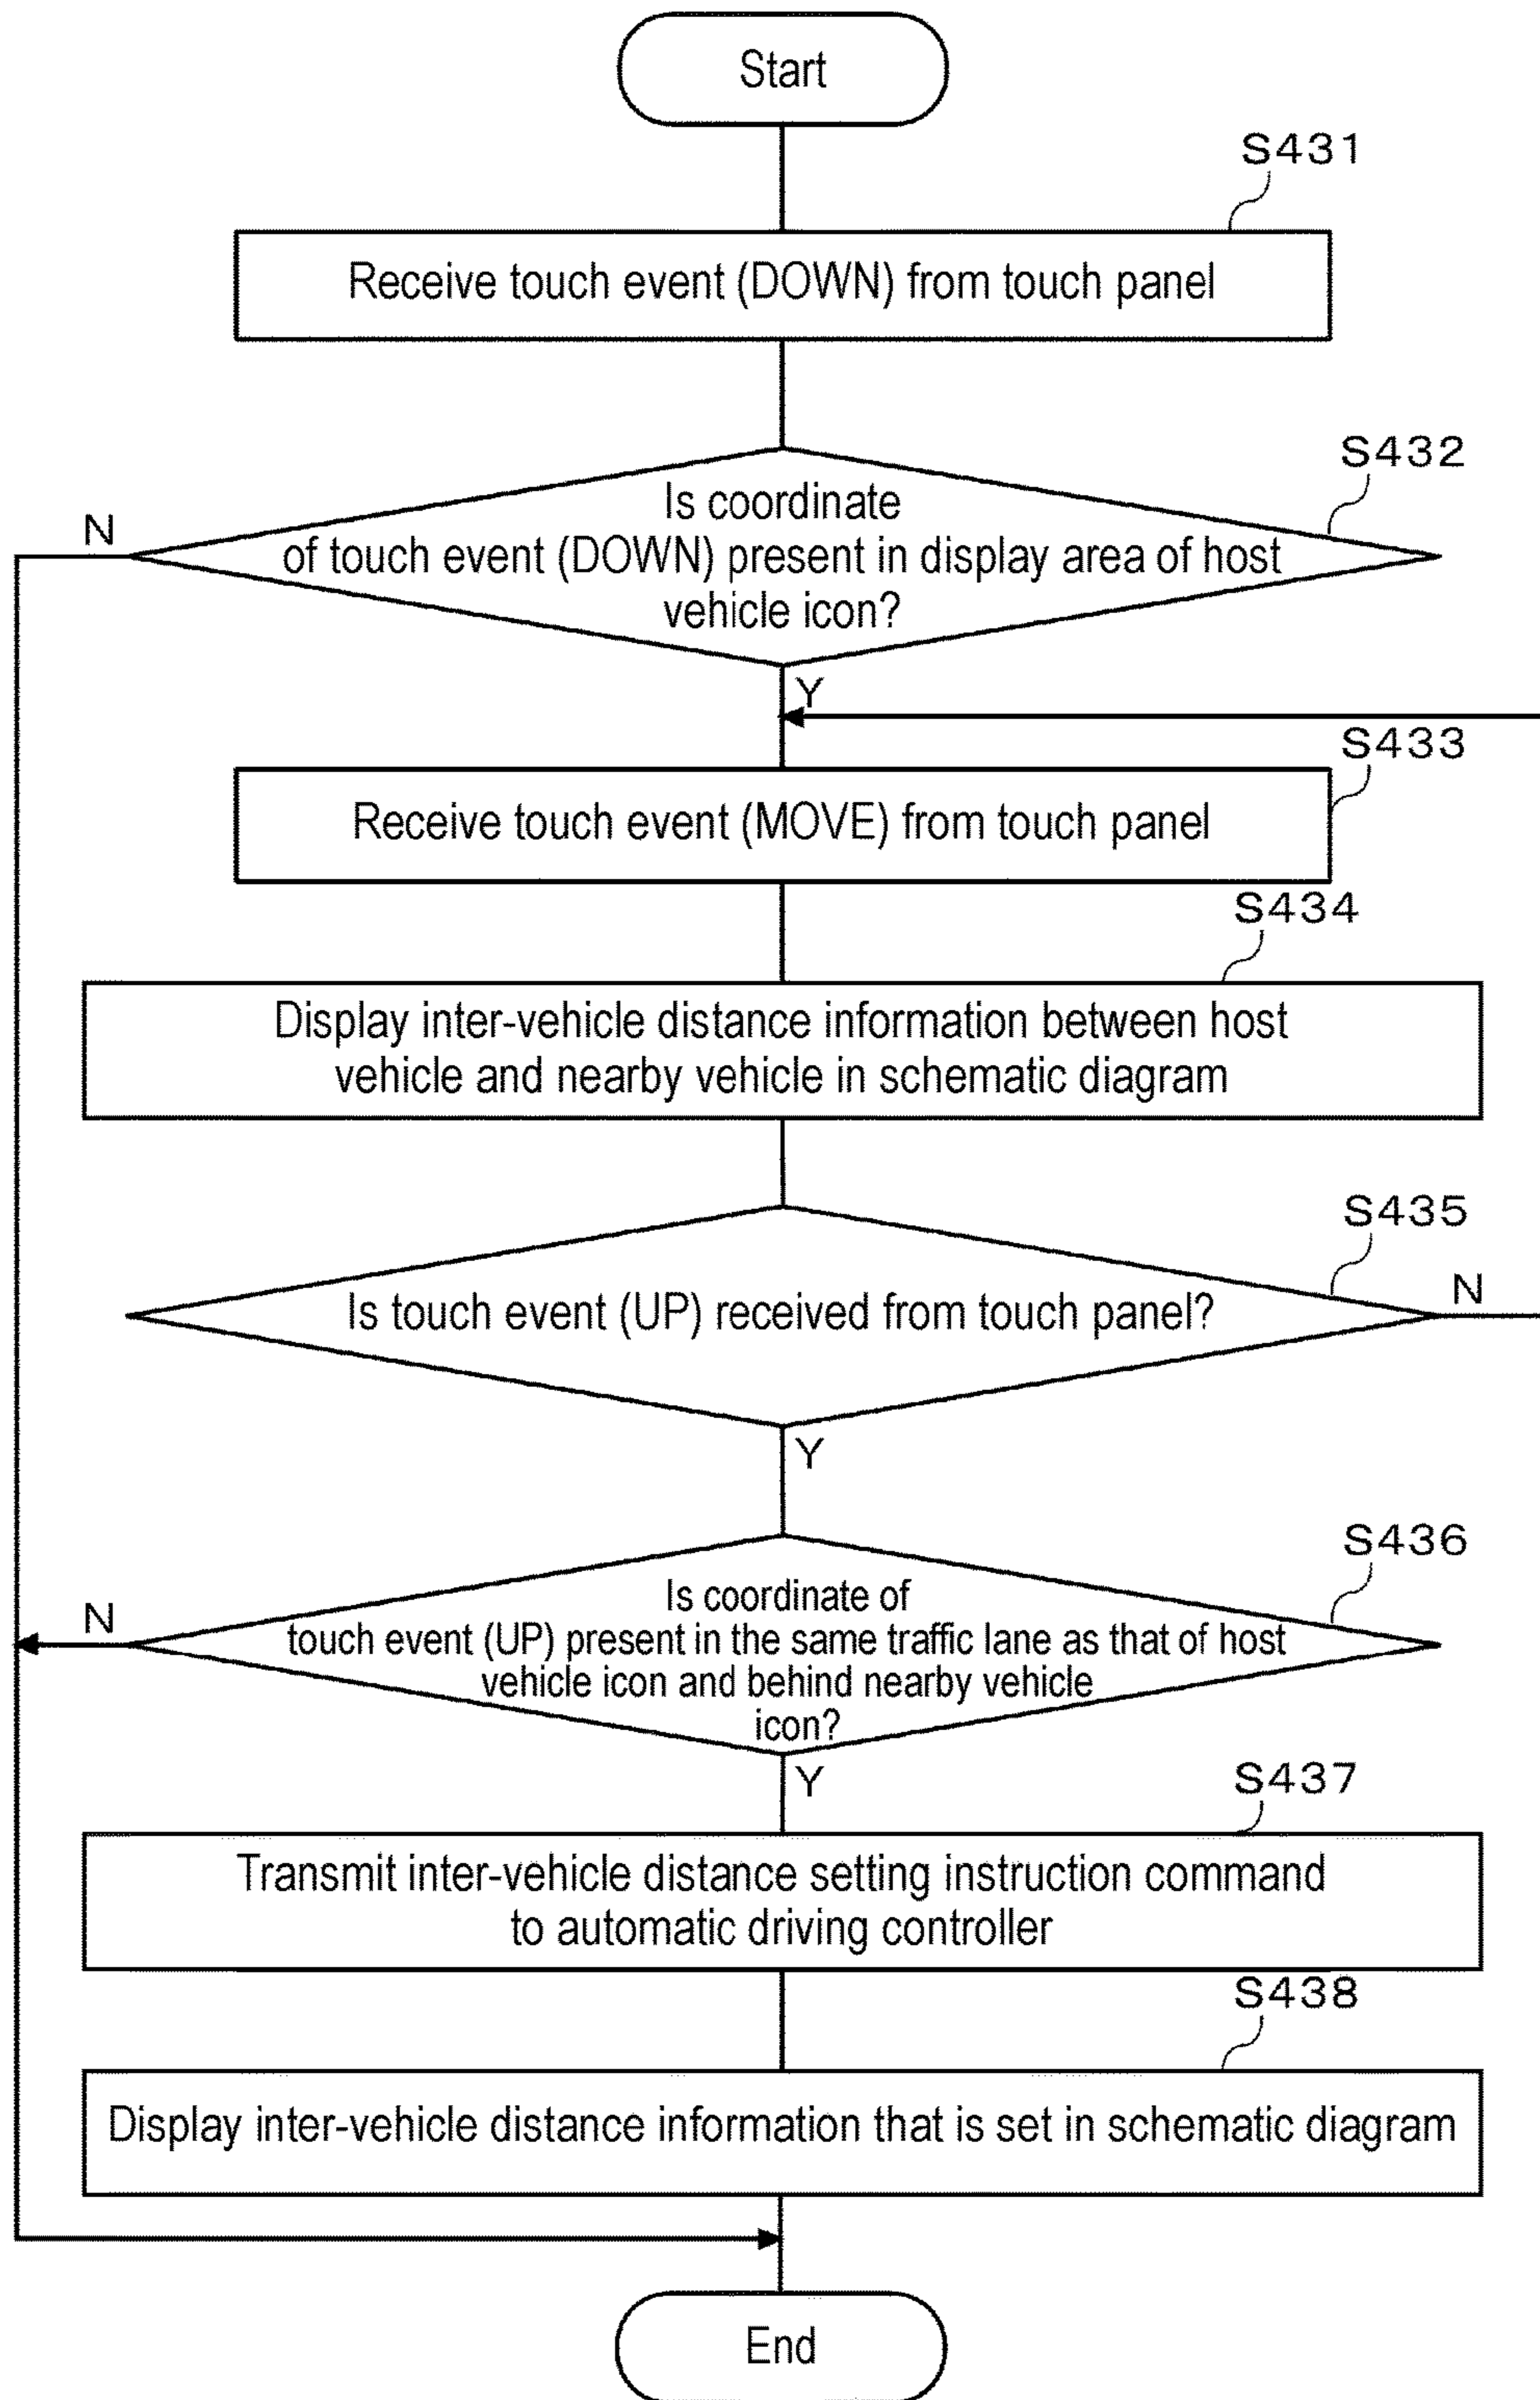 Start
S431
Receive touch event (DOWN) from touch panel
S432
Is coordinate
of touch event (DOWN) present in display area of host
vehicle icon?
N
Y
S433
Receive touch event (MOVE) from touch panel
S434
Display inter-vehicle distance information between host
vehicle and nearby vehicle in schematic diagram
S435
Is touch event (UP) received from touch panel?
N
Y
S436
Is coordinate of
touch event (UP) present in the same traffic lane as that of host
vehicle icon and behind nearby vehicle
icon?
N
Y
S437
Transmit inter-vehicle distance setting instruction command
to automatic driving controller
S438
Display inter-vehicle distance information that is set in schematic diagram
End